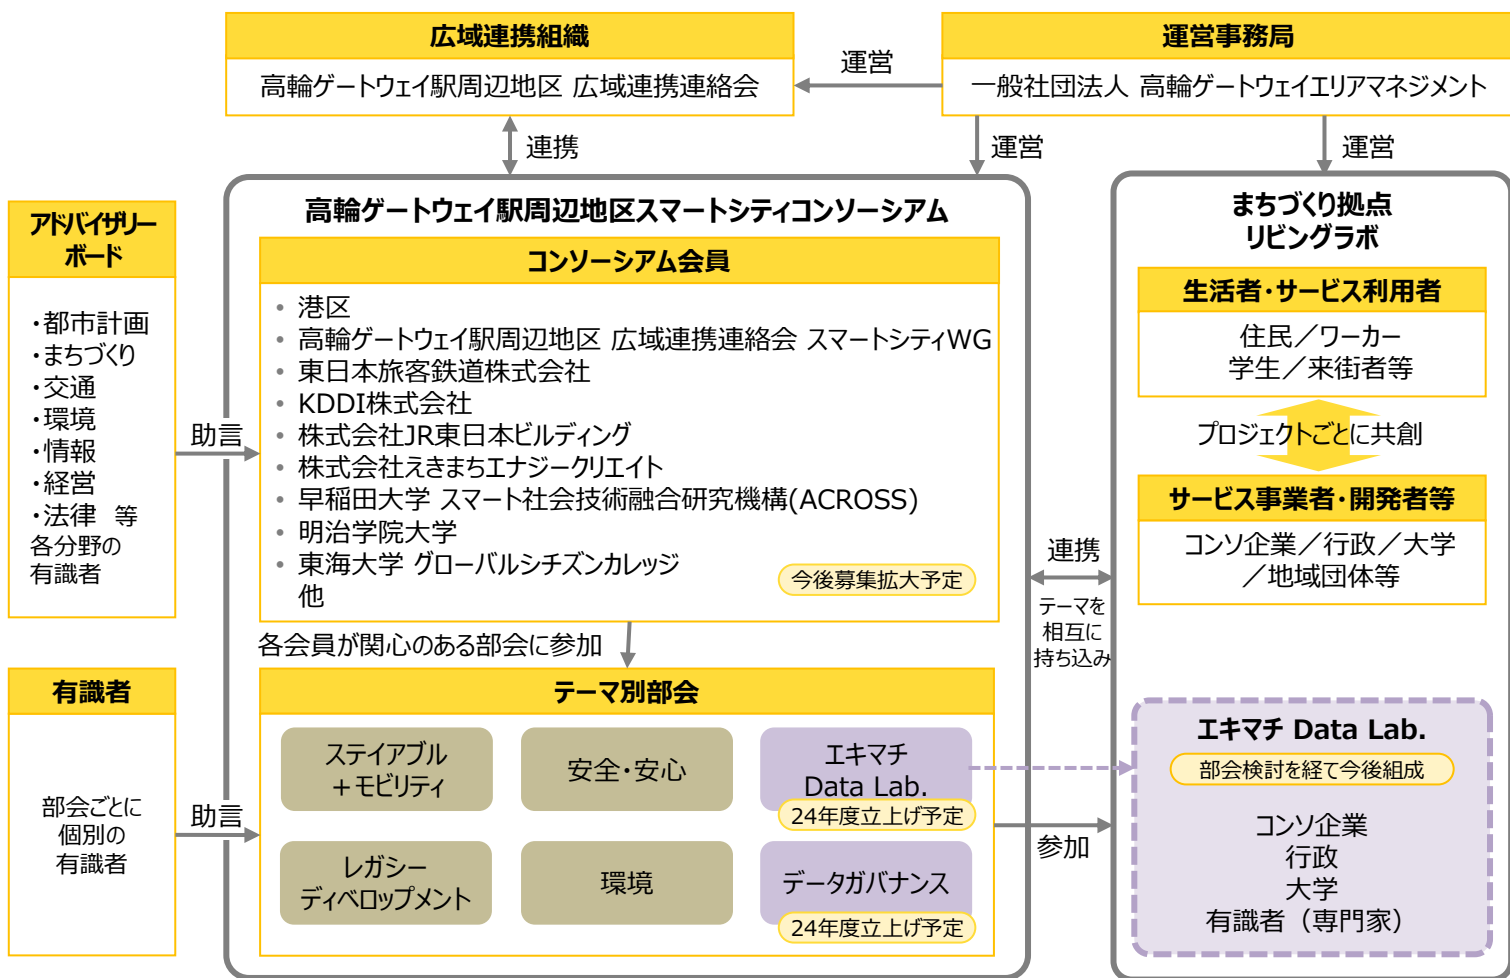 広域連携組織
高輪ゲートウェイ駅周辺地区 広域連携連絡会
運営
運営事務局
一般社団法人 高輪ゲートウェイエリアマネジメント
連携
運営
運営
アドバイザリー
ボード
・都市計画
・まちづくり
・交通
・環境
・情報
・経営
・法律 等
各分野の
有識者
助言
高輪ゲートウェイ駅周辺地区スマートシティコンソーシアム
コンソーシアム会員
• 港区
• 高輪ゲートウェイ駅周辺地区 広域連携連絡会 スマートシティWG
• 東日本旅客鉄道株式会社
• KDDI株式会社
• 株式会社JR東日本ビルディング
• 株式会社えきまちエナジークリエイト
• 早稲田大学 スマート社会技術融合研究機構(ACROSS)
• 明治学院大学
• 東海大学 グローバルシチズンカレッジ
他
今後募集拡大予定
各会員が関心のある部会に参加
有識者
部会ごとに
個別の
有識者
助言
テーマ別部会
ステイアブル
＋モビリティ
安全・安心
エキマチ
Data Lab.
24年度立上げ予定
レガシー
ディベロップメント
環境
データガバナンス
24年度立上げ予定
連携
テーマを
相互に
持ち込み
参加
まちづくり拠点
リビングラボ
生活者・サービス利用者
住民／ワーカー
学生／来街者等
プロジェクトごとに共創
サービス事業者・開発者等
コンソ企業／行政／大学
／地域団体等
エキマチ Data Lab.
部会検討を経て今後組成
コンソ企業
行政
大学
有識者（専門家）